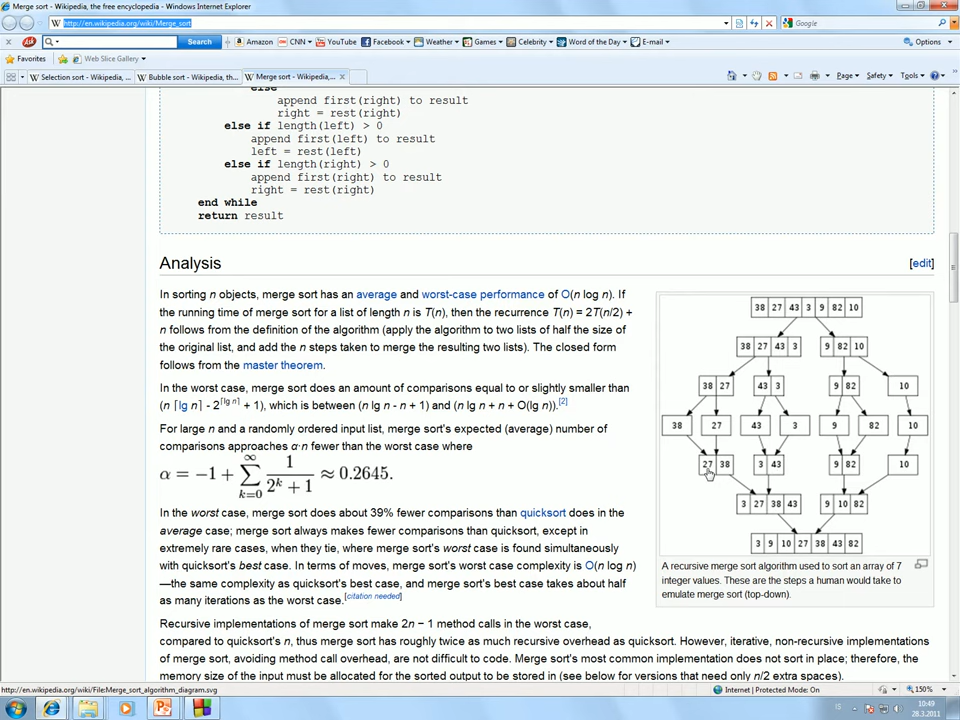 Merge sort - Wikipedia, the free encyclopedia - Windows Internet Explorer
http://en.wikipedia.org/wiki/Merge_sort
Google
Search
Amazon
CNN
YouTube
Facebook
Weather
Games
Celebrity
Word of the Day
E-mail
Options
Favorites
Web Slice Gallery
Selection sort - Wikipedia, ...
Bubble sort - Wikipedia, th...
Merge sort - Wikipedia,...
Page
Safety
Tools
else
append first(right) to result
right = rest(right)
else if length(left) > 0
append first(left) to result
left = rest(left)
else if length(right) > 0
append first(right) to result
right = rest(right)
end while
return result
Analysis
[edit]
In sorting n objects, merge sort has an average and worst-case performance of O(n log n). If
the running time of merge sort for a list of length n is T(n), then the recurrence T(n) = 2T(n/2) +
n follows from the definition of the algorithm (apply the algorithm to two lists of half the size of
the original list, and add the n steps taken to merge the resulting two lists). The closed form
follows from the master theorem.
In the worst case, merge sort does an amount of comparisons equal to or slightly smaller than
(n ⌈lg n⌉ - 2^⌈lg n⌉ + 1), which is between (n lg n - n + 1) and (n lg n + n + O(lg n)).[2]
For large n and a randomly ordered input list, merge sort's expected (average) number of
comparisons approaches α·n fewer than the worst case where
α = −1 + ∑ k=0 ∞ 1 / 2^k + 1 ≈ 0.2645.
In the worst case, merge sort does about 39% fewer comparisons than quicksort does in the
average case; merge sort always makes fewer comparisons than quicksort, except in
extremely rare cases, when they tie, where merge sort's worst case is found simultaneously
with quicksort's best case. In terms of moves, merge sort's worst case complexity is O(n log n)
—the same complexity as quicksort's best case, and merge sort's best case takes about half
as many iterations as the worst case.[citation needed]
Recursive implementations of merge sort make 2n − 1 method calls in the worst case,
compared to quicksort's n, thus merge sort has roughly twice as much recursive overhead as quicksort. However, iterative, non-recursive implementations
of merge sort, avoiding method call overhead, are not difficult to code. Merge sort's most common implementation does not sort in place; therefore, the
memory size of the input must be allocated for the sorted output to be stored in (see below for versions that need only n/2 extra spaces).
38 27 43 3 9 82 10
38 27 43 3 9 82 10
38 27 43 3 9 82 10
38 27 43 3 9 82 10
27 38 3 43 9 82 10
3 27 38 43 9 10 82
3 9 10 27 38 43 82
A recursive merge sort algorithm used to sort an array of 7
integer values. These are the steps a human would take to
emulate merge sort (top-down).
http://en.wikipedia.org/wiki/File:Merge_sort_algorithm_diagram.svg
Internet | Protected Mode: On
150%
IS
10:49
28.3.2011